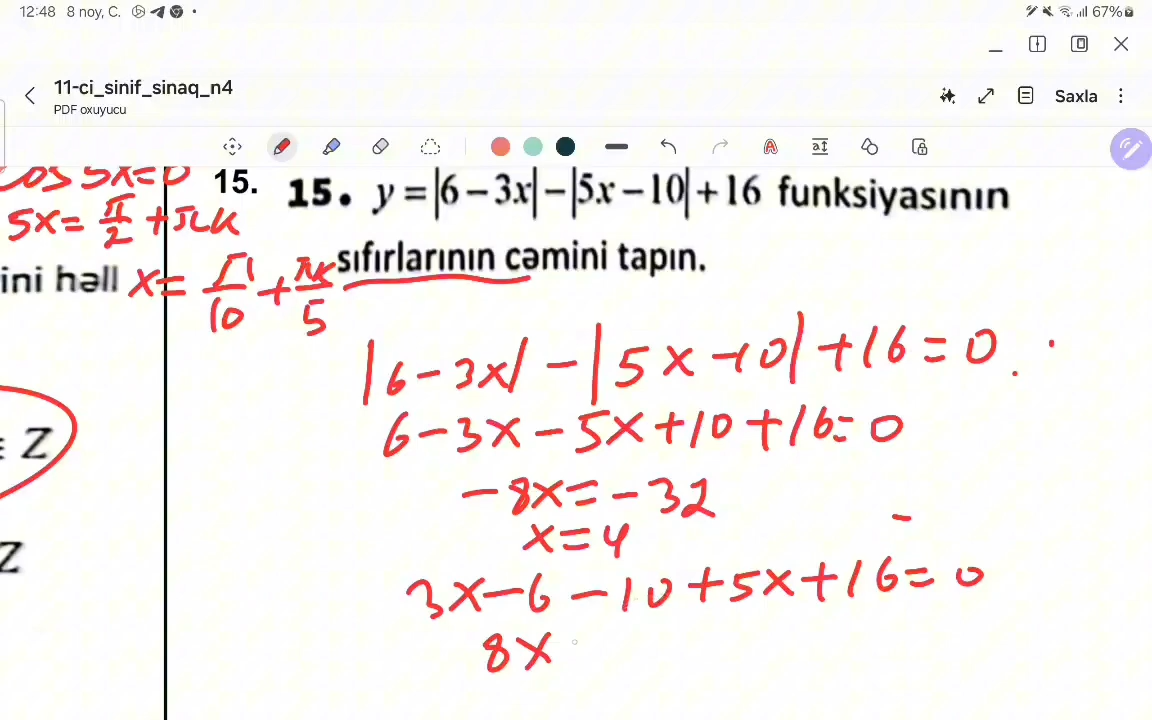 12:48 8 noy, C.
67%
11-ci_sinif_sinaq_n4
PDF oxuyucu
Saxla
cos 5x=0
5x= π/2 + πk
ini həll x= π/10 + πk/5
∈ Z
Z
15. 15. y = |6 − 3x| − |5x − 10| + 16 funksiyasının
sıfırlarının cəmini tapın.
|6-3x| - |5x-10| +16=0
6-3x-5x+10+16=0
-8x=-32
x=4
3x-6-10+5x+16=0
8x